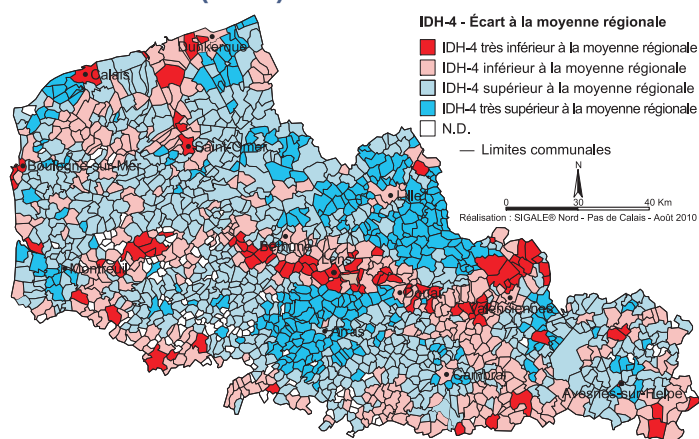 IDH-4 - Écart à la moyenne régionale
IDH-4 très inférieur à la moyenne régionale
IDH-4 inférieur à la moyenne régionale
IDH-4 supérieur à la moyenne régionale
IDH-4 très supérieur à la moyenne régionale
N.D.
Limites communales
N
0 30 40 Km
Réalisation : SIGALE® Nord - Pas de Calais - Août 2010
Dunkerque
Calais
Saint-Omer
Boulogne-sur-Mer
Lille
Béthune
Montreuil
Lens
Douai
Valenciennes
Arras
Cambrai
Avesnes-sur-Helpe